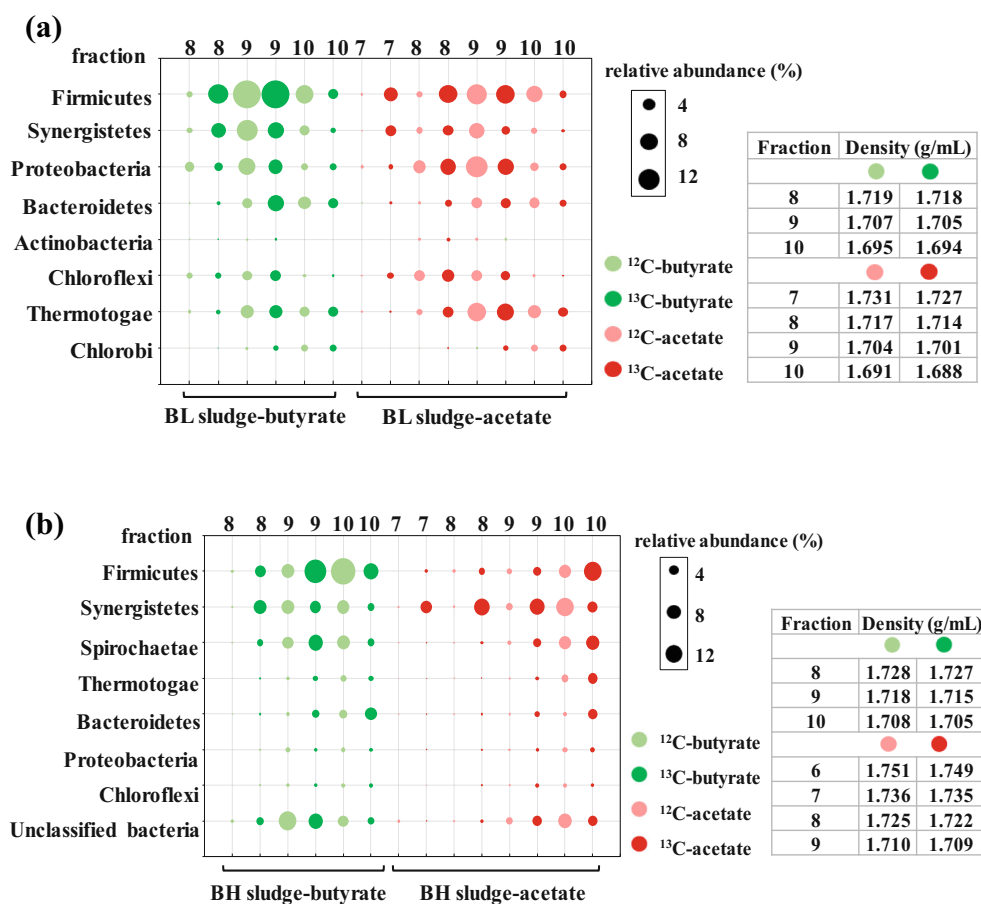 (a)
fraction 8 8 9 9 10 10 7 7 8 8 9 9 10 10
Firmicutes
Synergistetes
Proteobacteria
Bacteroidetes
Actinobacteria
Chloroflexi
Thermotogae
Chlorobi
BL sludge-butyrate BL sludge-acetate
relative abundance (%)
4
8
12
¹²C-butyrate
¹³C-butyrate
¹²C-acetate
¹³C-acetate
Fraction Density (g/mL)
8 1.719 1.718
9 1.707 1.705
10 1.695 1.694
7 1.731 1.727
8 1.717 1.714
9 1.704 1.701
10 1.691 1.688
(b)
fraction 8 8 9 9 10 10 7 7 8 8 9 9 10 10
Firmicutes
Synergistetes
Spirochaetae
Thermotogae
Bacteroidetes
Proteobacteria
Chloroflexi
Unclassified bacteria
BH sludge-butyrate BH sludge-acetate
relative abundance (%)
4
8
12
¹²C-butyrate
¹³C-butyrate
¹²C-acetate
¹³C-acetate
Fraction Density (g/mL)
8 1.728 1.727
9 1.718 1.715
10 1.708 1.705
6 1.751 1.749
7 1.736 1.735
8 1.725 1.722
9 1.710 1.709